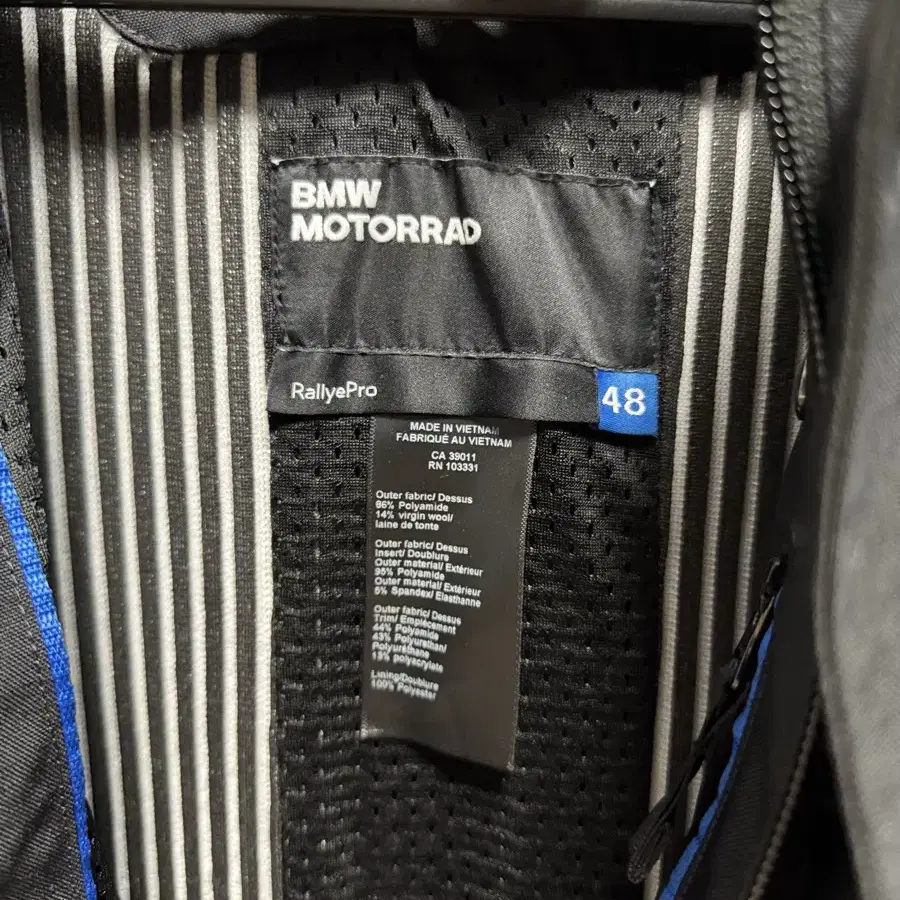 BMW
MOTORRAD
RallyePro
48
MADE IN VIETNAM
FABRIQUÉ AU VIETNAM
CA 39011
RN 103331
Outer fabric/ Dessus
86% Polyamide
14% virgin wool/
laine de tonte
Outer fabric/ Dessus
Insert/ Doublure
Outer material/ Extérieur
95% Polyamide
Outer material/ Extérieur
5% Spandex/ Elasthanne
Outer fabric/ Dessus
Trim/ Emplècement
44% Polyamide
43% Polyurethan/
Polyuréthane
13% polyacrylate
Lining/Doublure
100% Polyester